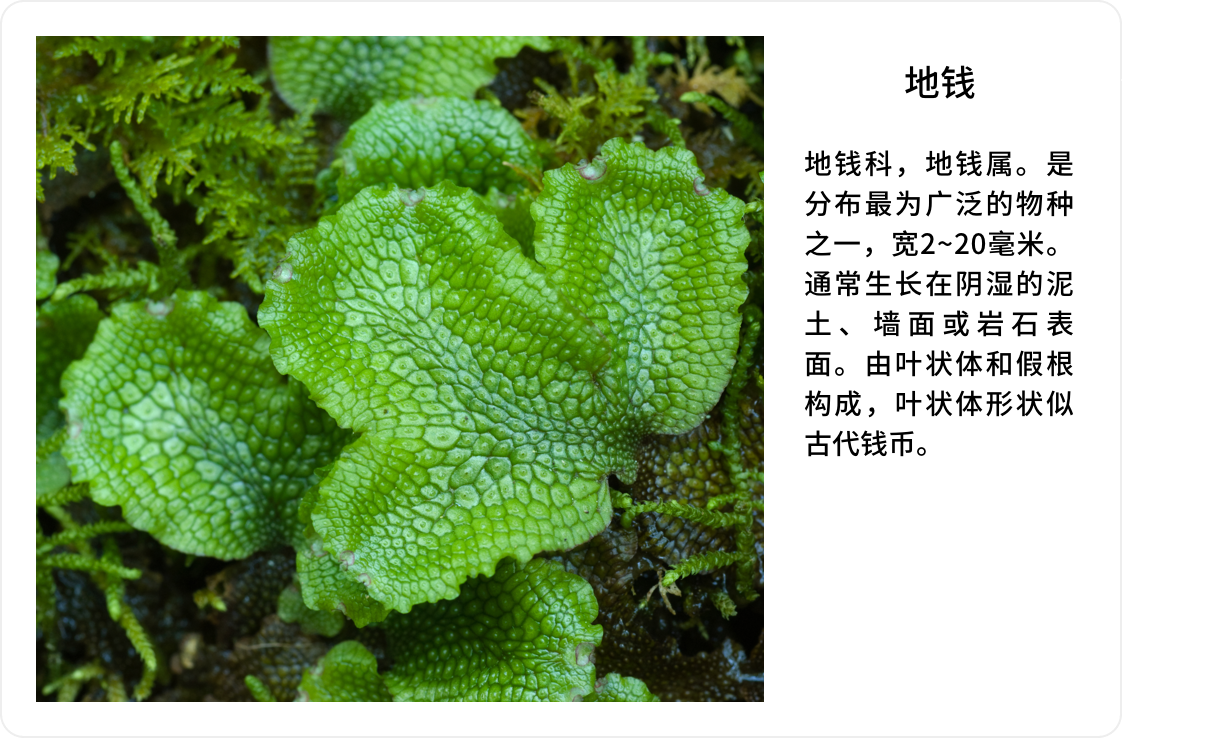 地钱
地钱科，地钱属。是
分布最为广泛的物种
之一，宽2~20毫米。
通常生长在阴湿的泥
土、墙面或岩石表
面。由叶状体和假根
构成，叶状体形状似
古代钱币。